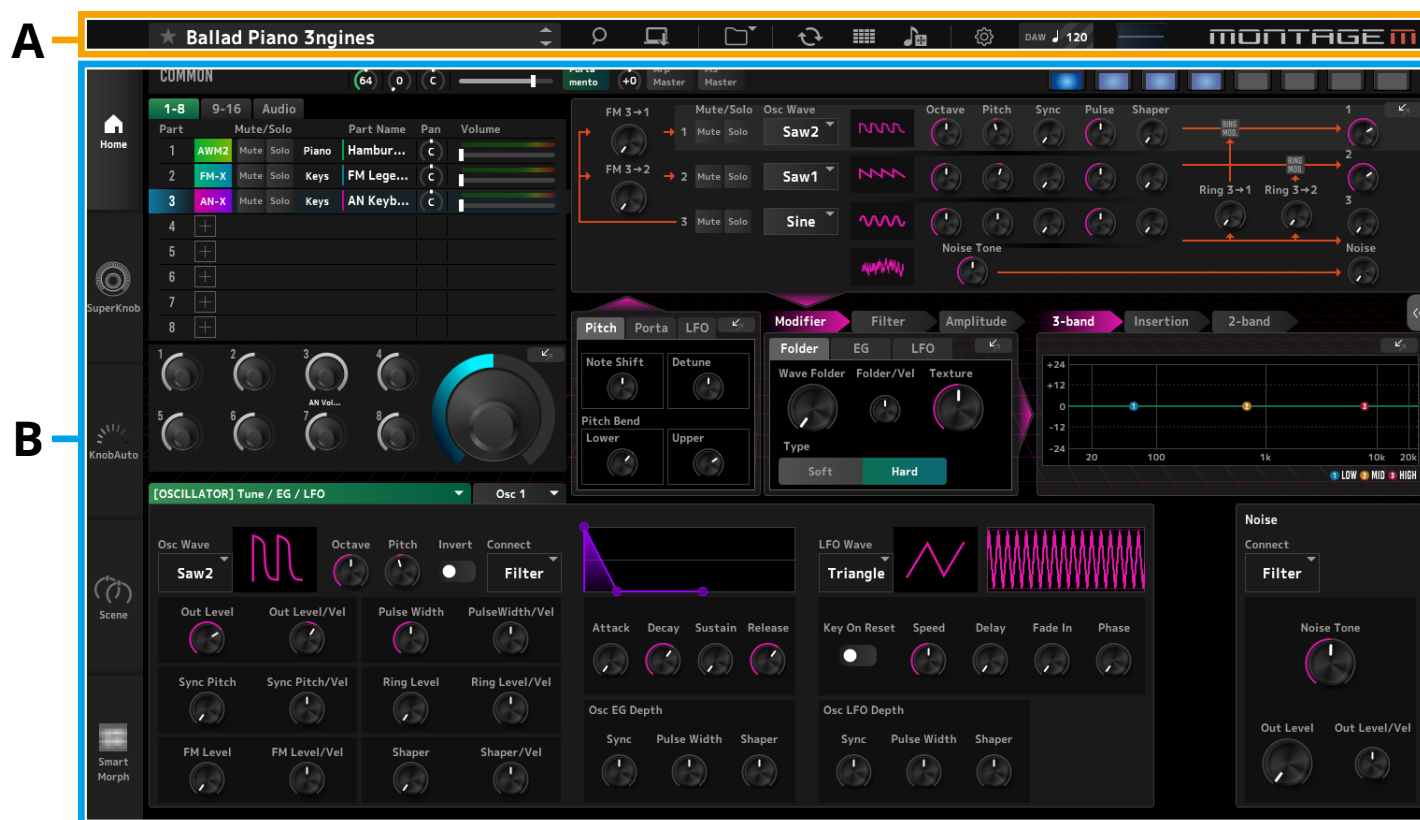 A
★ Ballad Piano 3ngines
DAW ♩ 120
MONTAGE M
B
Home
SuperKnob
KnobAuto
Scene
Smart
Morph
COMMON
64
0
C
Porta
mento
+0
Arp
Master
MS
Master
1-8 9-16 Audio
Part Mute/Solo Part Name Pan Volume
1 AWM2 Mute Solo Piano Hambur... C
2 FM-X Mute Solo Keys FM Lege... C
3 AN-X Mute Solo Keys AN Keyb... C
4 +
5 +
6 +
7 +
8 +
1 2 3 4
AN Vol...
5 6 7 8
FM 3→1 Mute/Solo Osc Wave Octave Pitch Sync Pulse Shaper 1
1 Mute Solo Saw2 RING MOD.
FM 3→2 2 Mute Solo Saw1 RING MOD. 2
Ring 3→1 Ring 3→2
3 Mute Solo Sine 3
Noise Tone Noise
Pitch Porta LFO
Note Shift Detune
Pitch Bend
Lower Upper
Modifier Filter Amplitude
Folder EG LFO
Wave Folder Folder/Vel Texture
Type
Soft Hard
3-band Insertion 2-band
+24
+12
0 1 2 3
-12
-24
20 100 1k 10k 20k
1 LOW 2 MID 3 HIGH
[OSCILLATOR] Tune / EG / LFO Osc 1
Osc Wave Octave Pitch Invert Connect
Saw2 Filter
Out Level Out Level/Vel Pulse Width PulseWidth/Vel
Sync Pitch Sync Pitch/Vel Ring Level Ring Level/Vel
FM Level FM Level/Vel Shaper Shaper/Vel
Attack Decay Sustain Release
Osc EG Depth
Sync Pulse Width Shaper
LFO Wave
Triangle
Key On Reset Speed Delay Fade In Phase
Osc LFO Depth
Sync Pulse Width Shaper
Noise
Connect
Filter
Noise Tone
Out Level Out Level/Vel